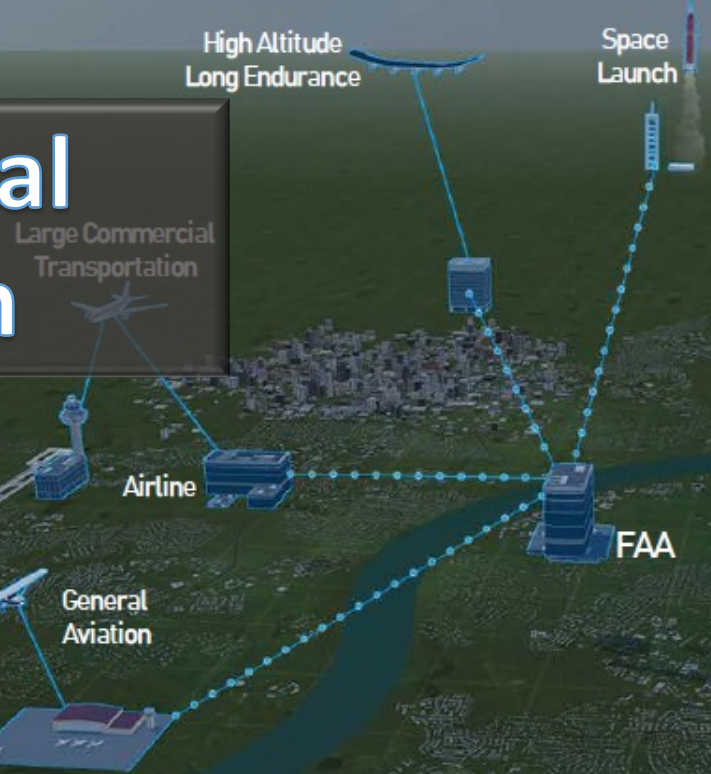 High Altitude
Long Endurance
Space
Launch
al
n
Large Commercial
Transportation
Airline
FAA
General
Aviation